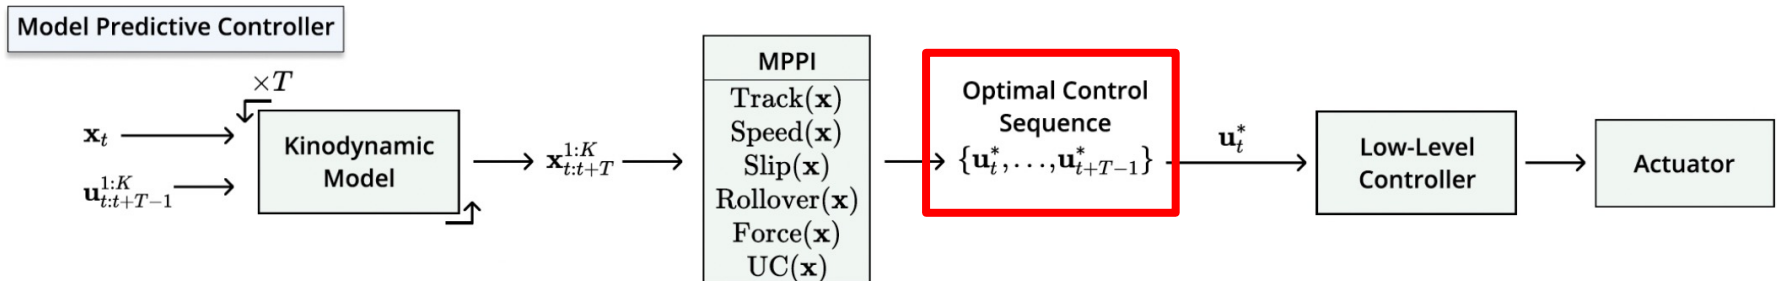 Model Predictive Controller
×T
x_t
u^{1:K}_{t:t+T−1}
Kinodynamic
Model
x^{1:K}_{t:t+T}
MPPI
Track(x)
Speed(x)
Slip(x)
Rollover(x)
Force(x)
UC(x)
Optimal Control
Sequence
{u^*_t,...,u^*_{t+T−1}}
u^*_t
Low-Level
Controller
Actuator